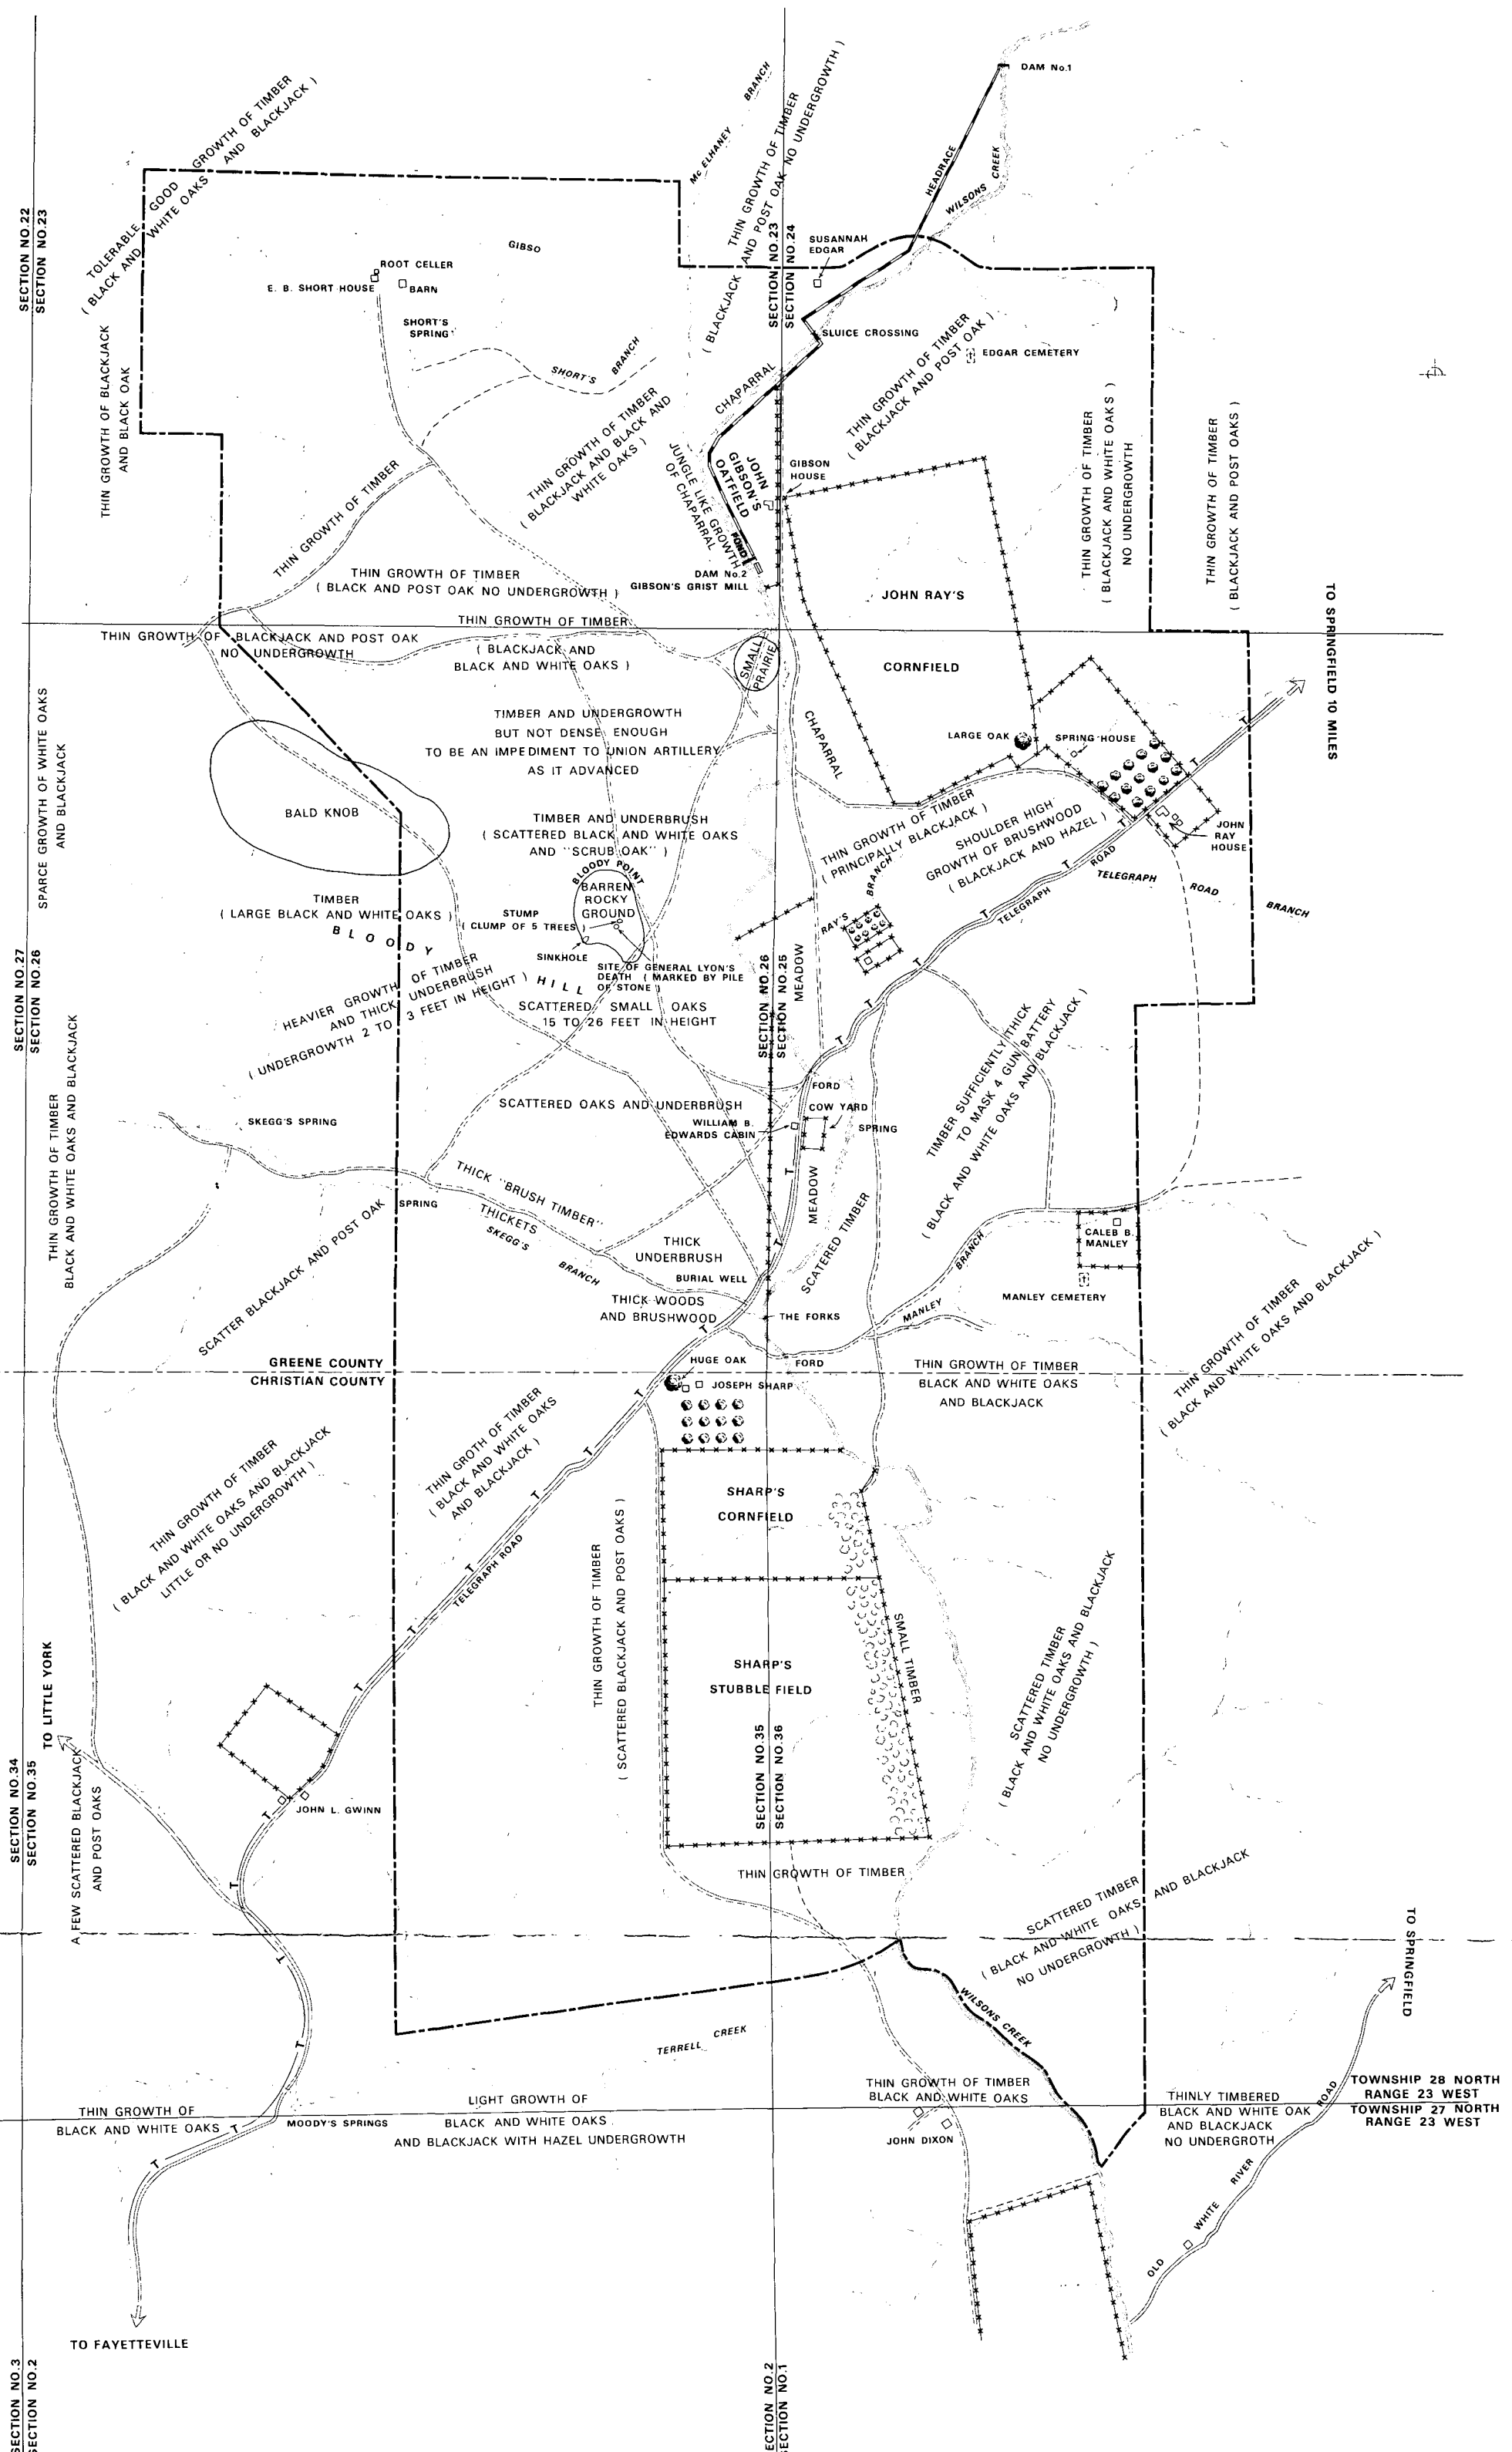 DAM No.1
Mc ELHANEY BRANCH
THIN GROWTH OF TIMBER
( BLACKJACK AND POST OAK NO UNDERGROWTH )
HEADRACE
WILSONS CREEK
TOLERABLE GOOD GROWTH OF TIMBER
( BLACK AND WHITE OAKS AND BLACKJACK )
SECTION NO.22
SECTION NO.23
SECTION NO.23
SECTION NO.24
SUSANNAH
EDGAR
GIBSO
ROOT CELLER
E. B. SHORT HOUSE
BARN
SHORT'S
SPRING
SHORT'S BRANCH
SLUICE CROSSING
EDGAR CEMETERY
THIN GROWTH OF TIMBER
( BLACKJACK AND POST OAK )
THIN GROWTH OF BLACKJACK
AND BLACK OAK
CHAPARRAL
THIN GROWTH OF TIMBER
( BLACKJACK AND BLACK AND
WHITE OAKS )
JUNGLE LIKE GROWTH
OF CHAPARRAL
JOHN
GIBSON'S
OATFIELD
GIBSON
HOUSE
POND
THIN GROWTH OF TIMBER
( BLACKJACK AND WHITE OAKS )
NO UNDERGROWTH
THIN GROWTH OF TIMBER
( BLACKJACK AND POST OAKS )
THIN GROWTH OF TIMBER
THIN GROWTH OF TIMBER
( BLACK AND POST OAK NO UNDERGROWTH )
DAM No.2
GIBSON'S GRIST MILL
JOHN RAY'S
CORNFIELD
TO SPRINGFIELD 10 MILES
THIN GROWTH OF TIMBER
THIN GROWTH OF BLACKJACK AND POST OAK
NO UNDERGROWTH
( BLACKJACK AND
BLACK AND WHITE OAKS )
SMALL
PRAIRIE
SPARCE GROWTH OF WHITE OAKS
AND BLACKJACK
TIMBER AND UNDERGROWTH
BUT NOT DENSE ENOUGH
TO BE AN IMPEDIMENT TO UNION ARTILLERY
AS IT ADVANCED
CHAPARRAL
LARGE OAK
SPRING HOUSE
BALD KNOB
TIMBER AND UNDERBRUSH
( SCATTERED BLACK AND WHITE OAKS
AND "SCRUB OAK" )
THIN GROWTH OF TIMBER
( PRINCIPALLY BLACKJACK )
SHOULDER HIGH
GROWTH OF BRUSHWOOD
( BLACKJACK AND HAZEL )
JOHN
RAY
HOUSE
TELEGRAPH ROAD
TELEGRAPH ROAD BRANCH
BLOODY POINT
BARREN
ROCKY
GROUND
TIMBER
( LARGE BLACK AND WHITE OAKS )
STUMP
( CLUMP OF 5 TREES )
RAY'S BRANCH
BLOODY HILL
SINKHOLE
SITE OF GENERAL LYON'S
DEATH ( MARKED BY PILE
OF STONE )
HEAVIER GROWTH OF TIMBER
AND THICK UNDERBRUSH
( UNDERGROWTH 2 TO 3 FEET IN HEIGHT )
SCATTERED SMALL OAKS
15 TO 26 FEET IN HEIGHT
SECTION NO.27
SECTION NO.26
SECTION NO.26
SECTION NO.25
MEADOW
TIMBER SUFFICIENTLY THICK
TO MASK 4 GUN BATTERY
( BLACK AND WHITE OAKS AND BLACKJACK )
THIN GROWTH OF TIMBER
BLACK AND WHITE OAKS AND BLACKJACK
FORD
SKEGG'S SPRING
SCATTERED OAKS AND UNDERBRUSH
COW YARD
WILLIAM B.
EDWARDS CABIN
SPRING
THICK "BRUSH TIMBER"
THICKETS
SPRING
SKEGG'S BRANCH
MEADOW
SCATERED TIMBER
SCATTER BLACKJACK AND POST OAK
THICK
UNDERBRUSH
BURIAL WELL
THICK WOODS
AND BRUSHWOOD
THE FORKS
MANLEY BRANCH
CALEB B.
MANLEY
MANLEY CEMETERY
THIN GROWTH OF TIMBER
( BLACK AND WHITE OAKS AND BLACKJACK )
GREENE COUNTY
CHRISTIAN COUNTY
HUGE OAK
FORD
JOSEPH SHARP
THIN GROWTH OF TIMBER
BLACK AND WHITE OAKS
AND BLACKJACK
THIN GROTH OF TIMBER
( BLACK AND WHITE OAKS
AND BLACKJACK )
THIN GROWTH OF TIMBER
( BLACK AND WHITE OAKS AND BLACKJACK
LITTLE OR NO UNDERGROWTH )
TELEGRAPH ROAD
SHARP'S
CORNFIELD
THIN GROWTH OF TIMBER
( SCATTERED BLACKJACK AND POST OAKS )
SHARP'S
STUBBLE FIELD
SMALL TIMBER
SCATTERED TIMBER
( BLACK AND WHITE OAKS AND BLACKJACK
NO UNDERGROWTH )
TO LITTLE YORK
SECTION NO.34
SECTION NO.35
SECTION NO.35
SECTION NO.36
JOHN L. GWINN
A FEW SCATTERED BLACKJACK
AND POST OAKS
THIN GROWTH OF TIMBER
SCATTERED TIMBER
( BLACK AND WHITE OAKS AND BLACKJACK
NO UNDERGROWTH )
TO SPRINGFIELD
WILSONS CREEK
TERRELL CREEK
THIN GROWTH OF TIMBER
BLACK AND WHITE OAKS
JOHN DIXON
THIN GROWTH OF
BLACK AND WHITE OAKS
MOODY'S SPRINGS
LIGHT GROWTH OF
BLACK AND WHITE OAKS
AND BLACKJACK WITH HAZEL UNDERGROWTH
THINLY TIMBERED
BLACK AND WHITE OAK
AND BLACKJACK
NO UNDERGROTH
TOWNSHIP 28 NORTH
RANGE 23 WEST
TOWNSHIP 27 NORTH
RANGE 23 WEST
OLD WHITE RIVER ROAD
TO FAYETTEVILLE
SECTION NO.3
SECTION NO.2
SECTION NO.2
SECTION NO.1